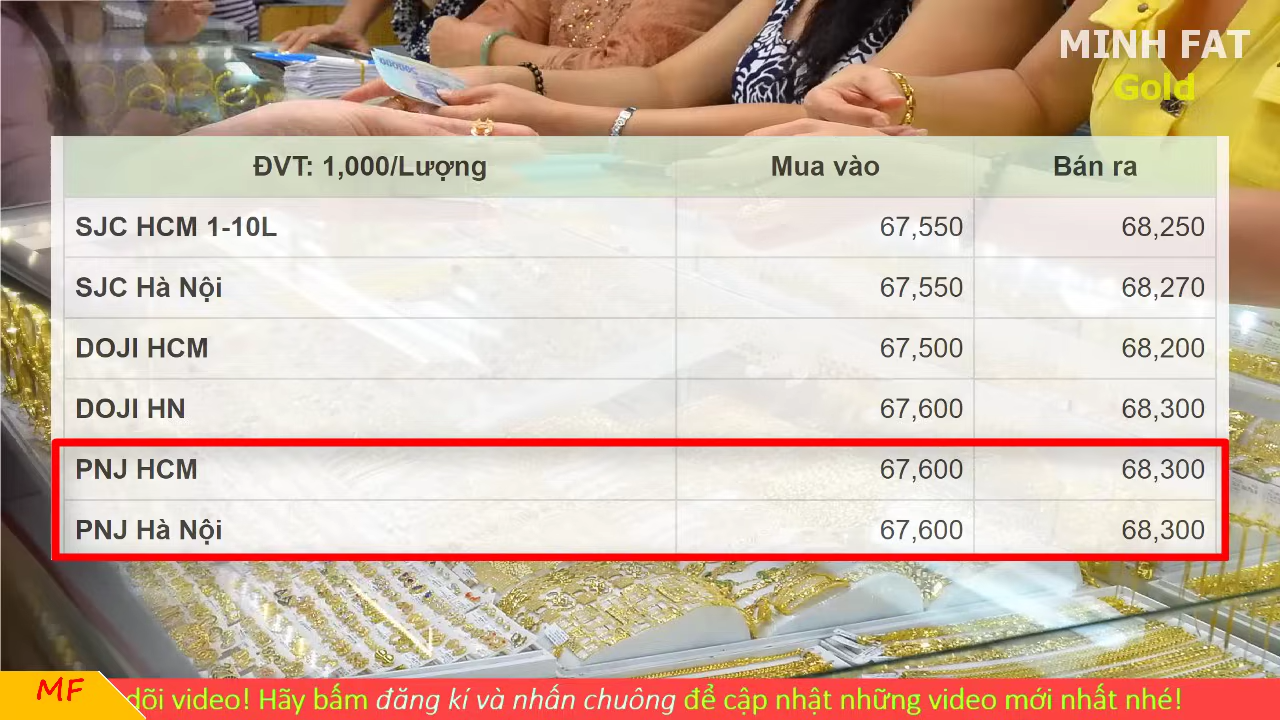 MINH FAT
Gold
ĐVT: 1,000/Lượng Mua vào Bán ra
SJC HCM 1-10L 67,550 68,250
SJC Hà Nội 67,550 68,270
DOJI HCM 67,500 68,200
DOJI HN 67,600 68,300
PNJ HCM 67,600 68,300
PNJ Hà Nội 67,600 68,300
MF
dõi video! Hãy bấm đăng kí và nhấn chuông để cập nhật những video mới nhất nhé!